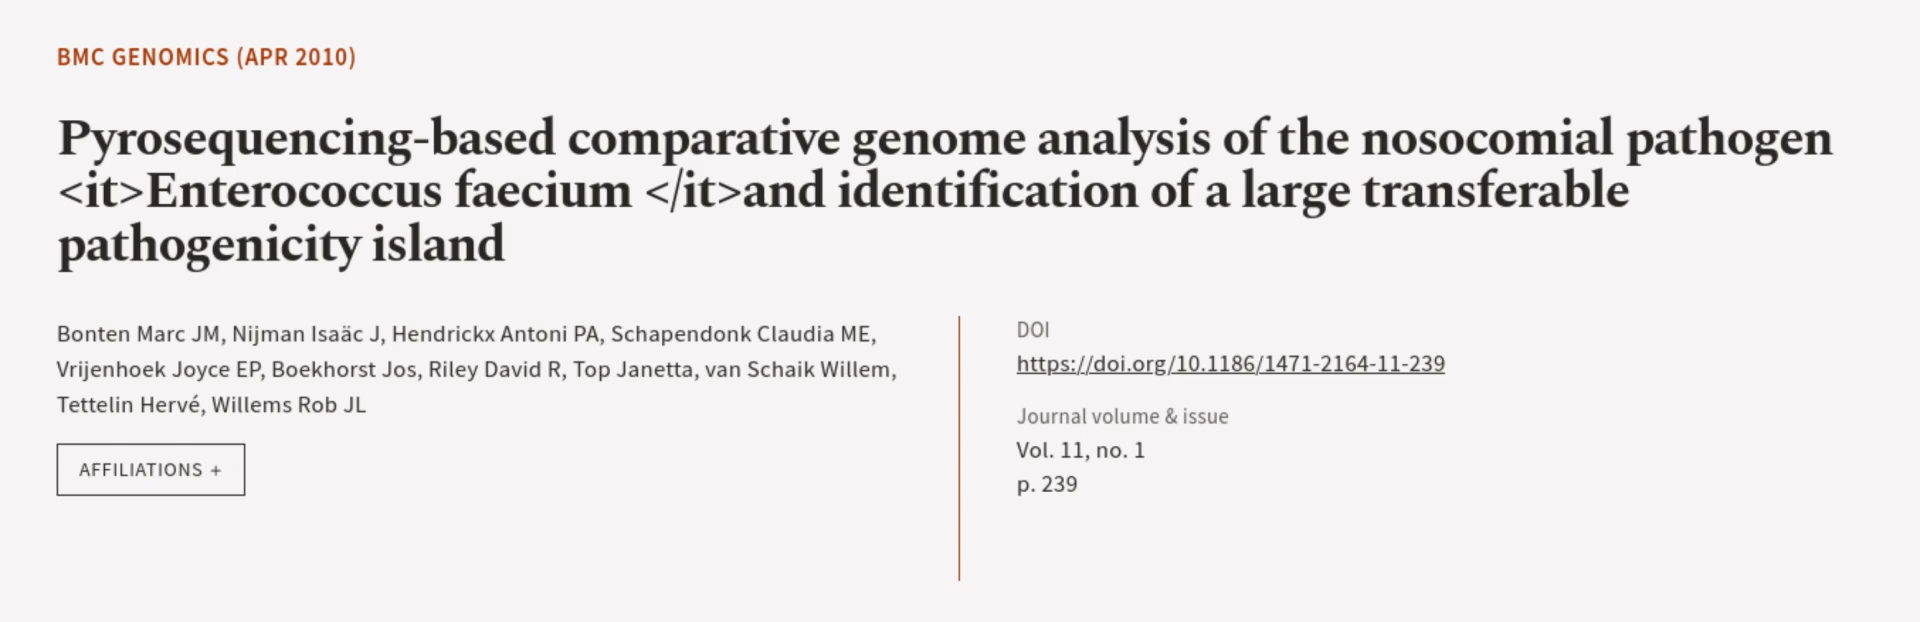 BMC GENOMICS (APR 2010)
Pyrosequencing-based comparative genome analysis of the nosocomial pathogen
<it>Enterococcus faecium </it>and identification of a large transferable
pathogenicity island
Bonten Marc JM, Nijman Isaäc J, Hendrickx Antoni PA, Schapendonk Claudia ME,
Vrijenhoek Joyce EP, Boekhorst Jos, Riley David R, Top Janetta, van Schaik Willem,
Tettelin Hervé, Willems Rob JL
AFFILIATIONS +
DOI
https://doi.org/10.1186/1471-2164-11-239
Journal volume & issue
Vol. 11, no. 1
p. 239